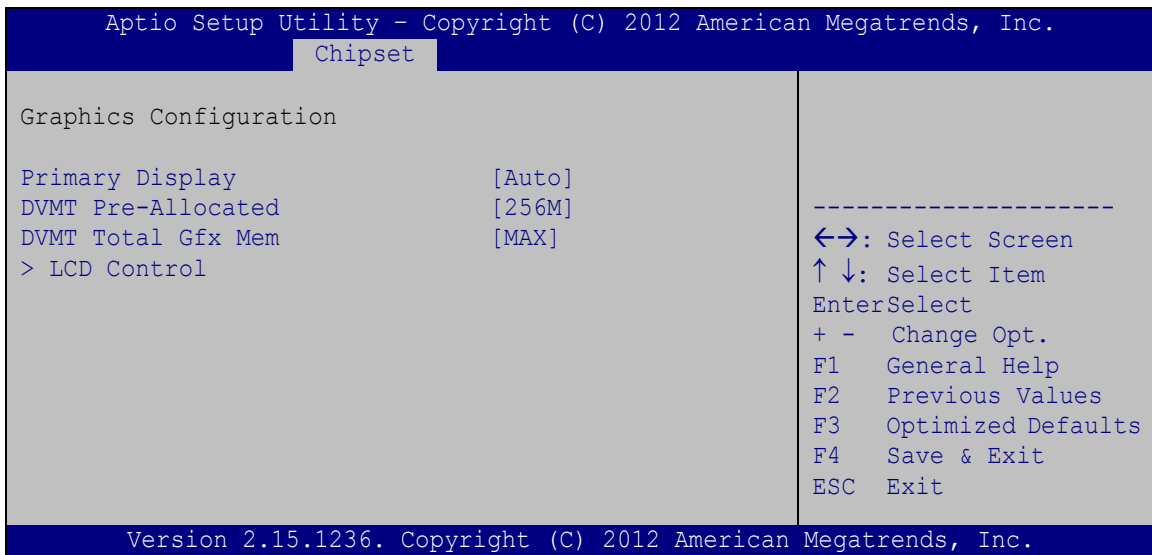 Aptio Setup Utility – Copyright (C) 2012 American Megatrends, Inc.
Chipset
Graphics Configuration
Primary Display [Auto]
DVMT Pre-Allocated [256M]
DVMT Total Gfx Mem [MAX]
> LCD Control
---------------------
←→: Select Screen
↑ ↓: Select Item
EnterSelect
+ - Change Opt.
F1 General Help
F2 Previous Values
F3 Optimized Defaults
F4 Save & Exit
ESC Exit
Version 2.15.1236. Copyright (C) 2012 American Megatrends, Inc.